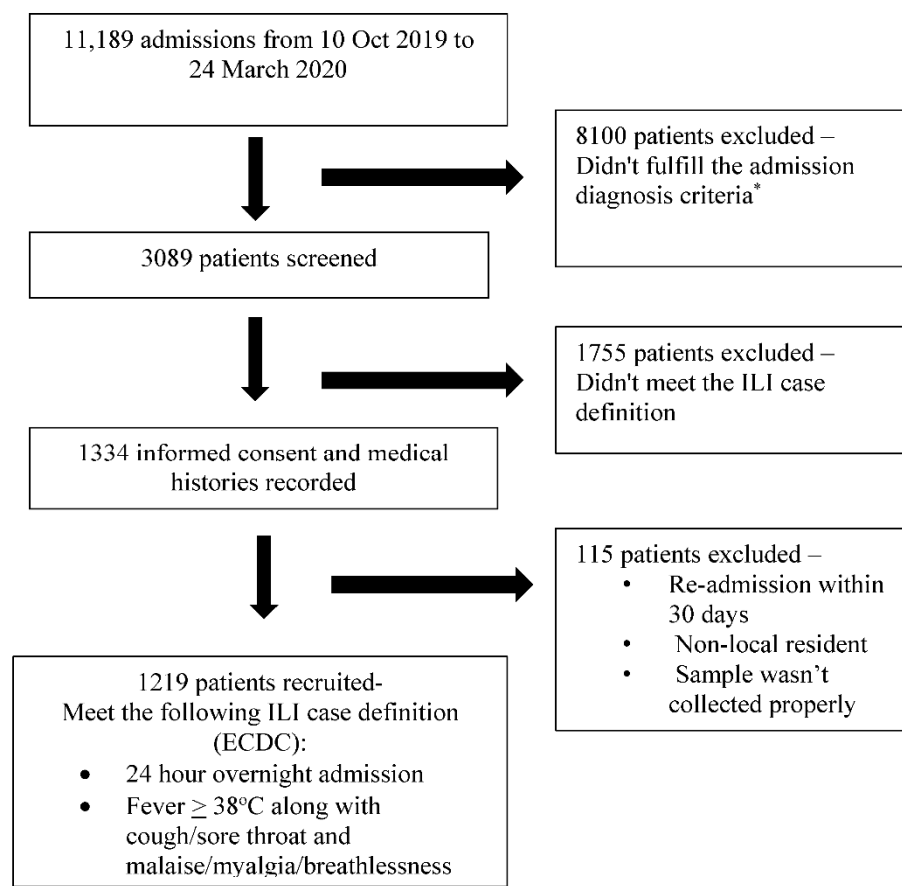 11,189 admissions from 10 Oct 2019 to
24 March 2020
8100 patients excluded –
Didn't fulfill the admission
diagnosis criteria*
3089 patients screened
1755 patients excluded –
Didn't meet the ILI case
definition
1334 informed consent and medical
histories recorded
115 patients excluded –
• Re-admission within
30 days
• Non-local resident
• Sample wasn’t
collected properly
1219 patients recruited-
Meet the following ILI case definition
(ECDC):
• 24 hour overnight admission
• Fever ≥ 38°C along with
cough/sore throat and
malaise/myalgia/breathlessness